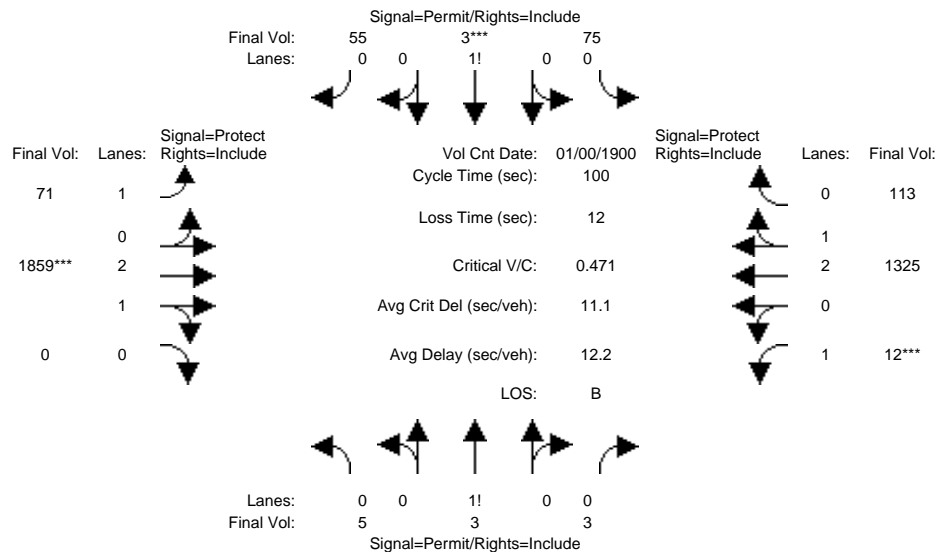 Signal=Permit/Rights=Include
Final Vol: 55 3*** 75
Lanes: 0 0 1! 0 0
Signal=Protect Signal=Protect
Final Vol: Lanes: Rights=Include Vol Cnt Date: 01/00/1900 Rights=Include Lanes: Final Vol:
Cycle Time (sec): 100
71 1 0 113
Loss Time (sec): 12
0 1
1859*** 2 Critical V/C: 0.471 2 1325
1 Avg Crit Del (sec/veh): 11.1 0
0 0 Avg Delay (sec/veh): 12.2 1 12***
LOS: B
Lanes: 0 0 1! 0 0
Final Vol: 5 3 3
Signal=Permit/Rights=Include